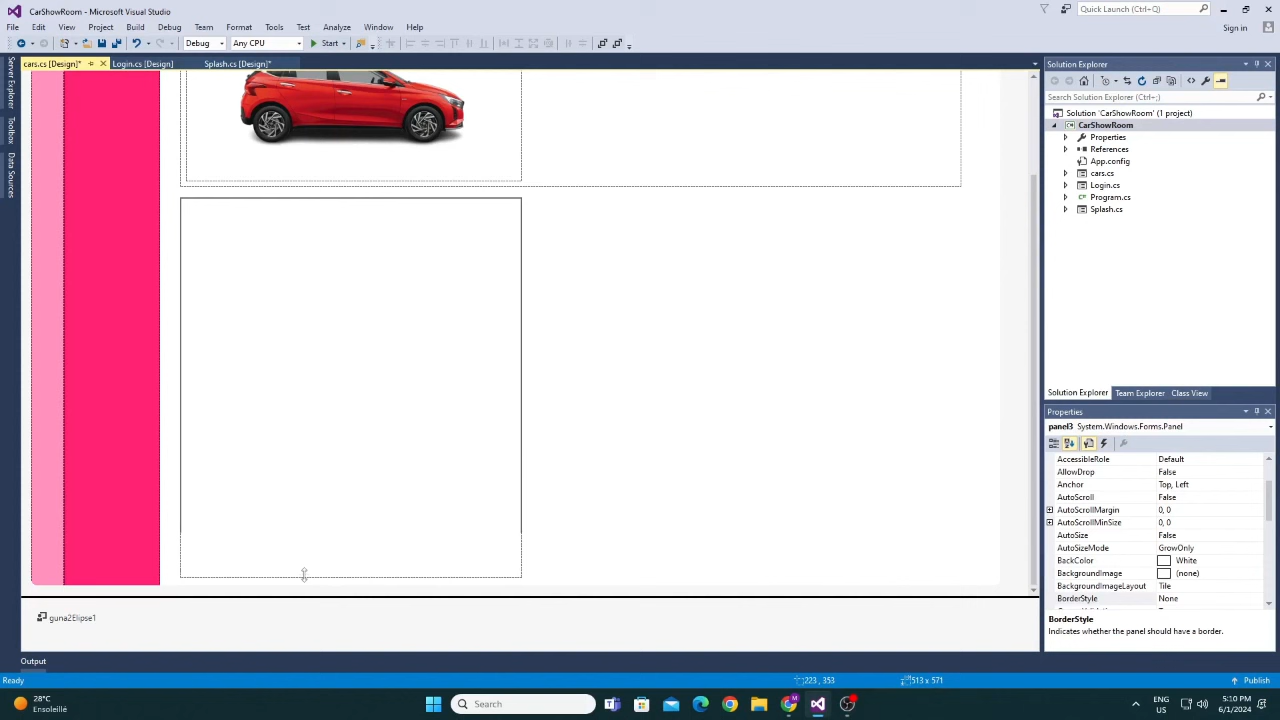 CarShowRoom - Microsoft Visual Studio
Quick Launch (Ctrl+Q)
File Edit View Project Build Debug Team Format Tools Analyze Window Help
Sign in
Debug Any CPU Start
cars.cs [Design]* Login.cs [Design] Splash.cs [Design]*
Server Explorer
Toolbox
Data Sources
Solution Explorer
Search Solution Explorer (Ctrl+;)
Solution 'CarShowRoom' (1 project)
CarShowRoom
Properties
References
App.config
cars.cs
Login.cs
Program.cs
Splash.cs
Solution Explorer Team Explorer Class View
Properties
panel3 System.Windows.Forms.Panel
AccessibleRole Default
AllowDrop False
Anchor Top, Left
AutoScroll False
AutoScrollMargin 0, 0
AutoScrollMinSize 0, 0
AutoSize False
AutoSizeMode GrowOnly
BackColor White
BackgroundImage (none)
BackgroundImageLayout Tile
BorderStyle None
BorderStyle
Indicates whether the panel should have a border.
guna2Elipse1
Output
Ready 223 , 353 513 x 571 Publish
28°C
Ensoleillé
Search
ENG
US
5:10 PM
6/1/2024